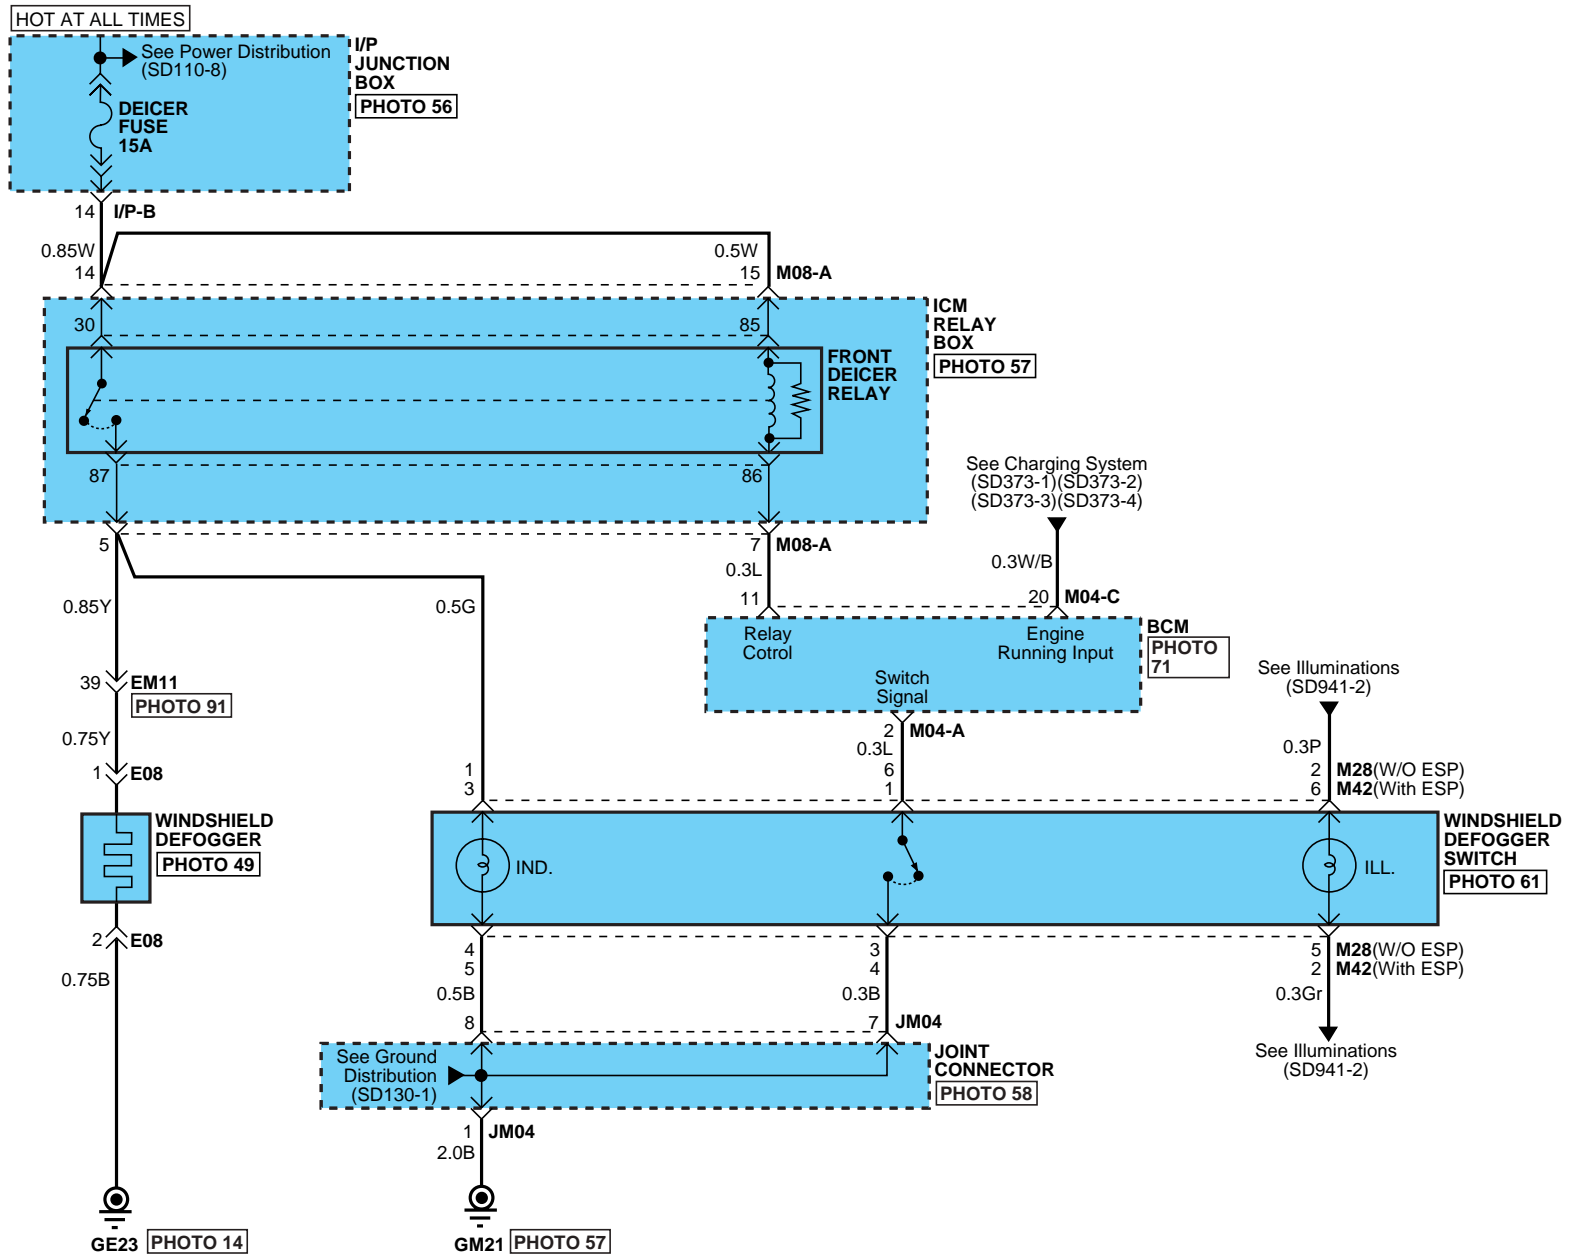 HOT AT ALL TIMES
See Power Distribution
(SD110-8)
DEICER
FUSE
15A
I/P
JUNCTION
BOX
PHOTO 56
14 I/P-B
0.85W
14
0.5W
15 M08-A
30
85
ICM
RELAY
BOX
PHOTO 57
FRONT
DEICER
RELAY
87
86
See Charging System
(SD373-1)(SD373-2)
(SD373-3)(SD373-4)
5
7 M08-A
0.3L
0.3W/B
11
20 M04-C
0.85Y
0.5G
Relay
Cotrol
Engine
Running Input
Switch
Signal
BCM
PHOTO
71
39 EM11
PHOTO 91
0.75Y
1 E08
See Illuminations
(SD941-2)
2 M04-A
0.3L
0.3P
1
3
6
1
2 M28(W/O ESP)
6 M42(With ESP)
WINDSHIELD
DEFOGGER
PHOTO 49
IND.
ILL.
WINDSHIELD
DEFOGGER
SWITCH
PHOTO 61
2 E08
0.75B
4
5
0.5B
3
4
0.3B
5 M28(W/O ESP)
2 M42(With ESP)
0.3Gr
8
7 JM04
See Ground
Distribution
(SD130-1)
JOINT
CONNECTOR
PHOTO 58
See Illuminations
(SD941-2)
1 JM04
2.0B
GE23 PHOTO 14
GM21 PHOTO 57